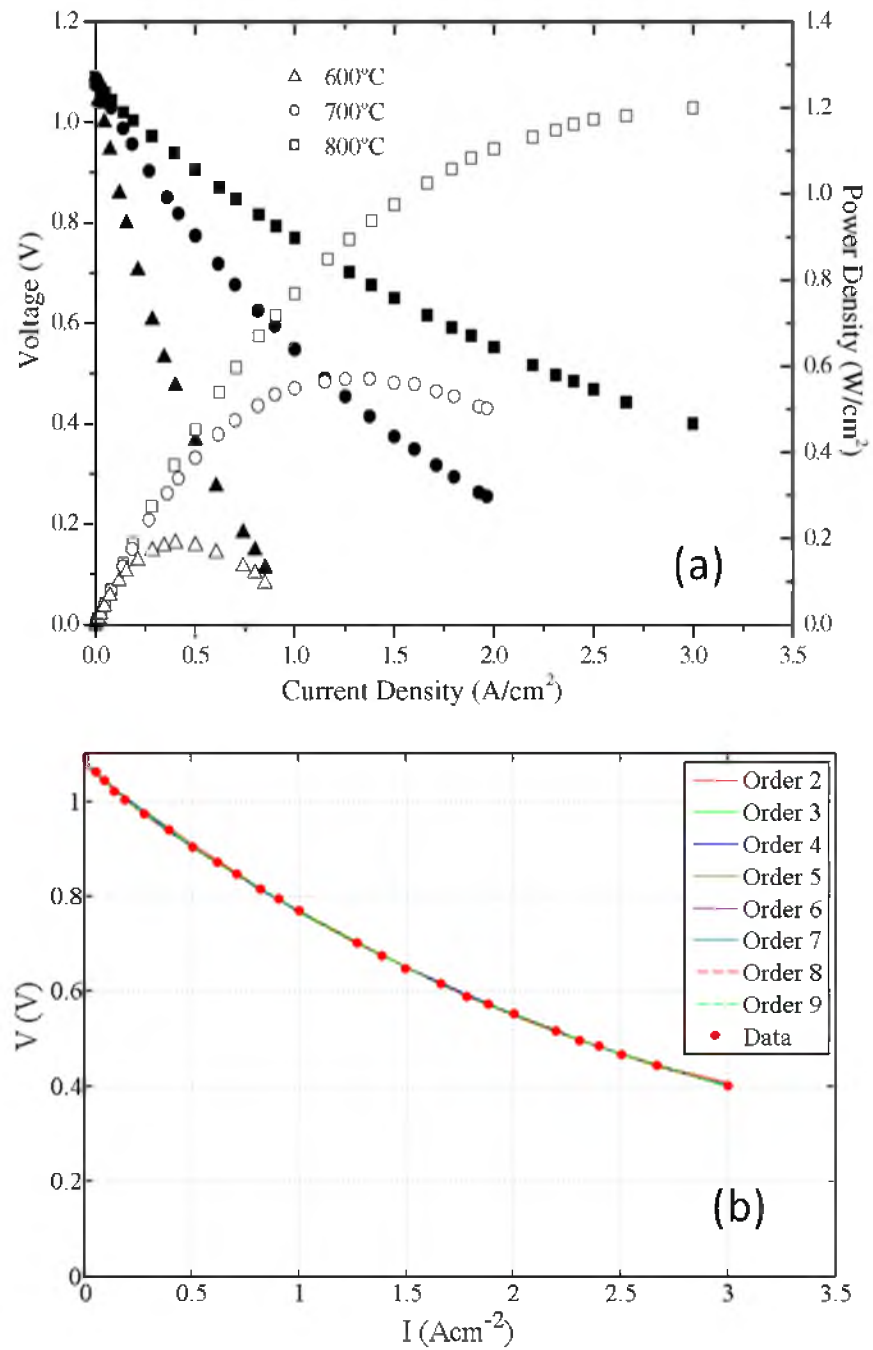 1.2
1.0
0.8
0.6
0.4
0.2
0.0
Voltage (V)
600°C
700°C
800°C
1.4
1.2
1.0
0.8
0.6
0.4
0.2
0.0
Power Density (W/cm²)
(a)
0.0 0.5 1.0 1.5 2.0 2.5 3.0 3.5
Current Density (A/cm²)
1
0.8
0.6
0.4
0.2
0
V (V)
Order 2
Order 3
Order 4
Order 5
Order 6
Order 7
Order 8
Order 9
Data
(b)
0 0.5 1 1.5 2 2.5 3 3.5
I (Acm⁻²)